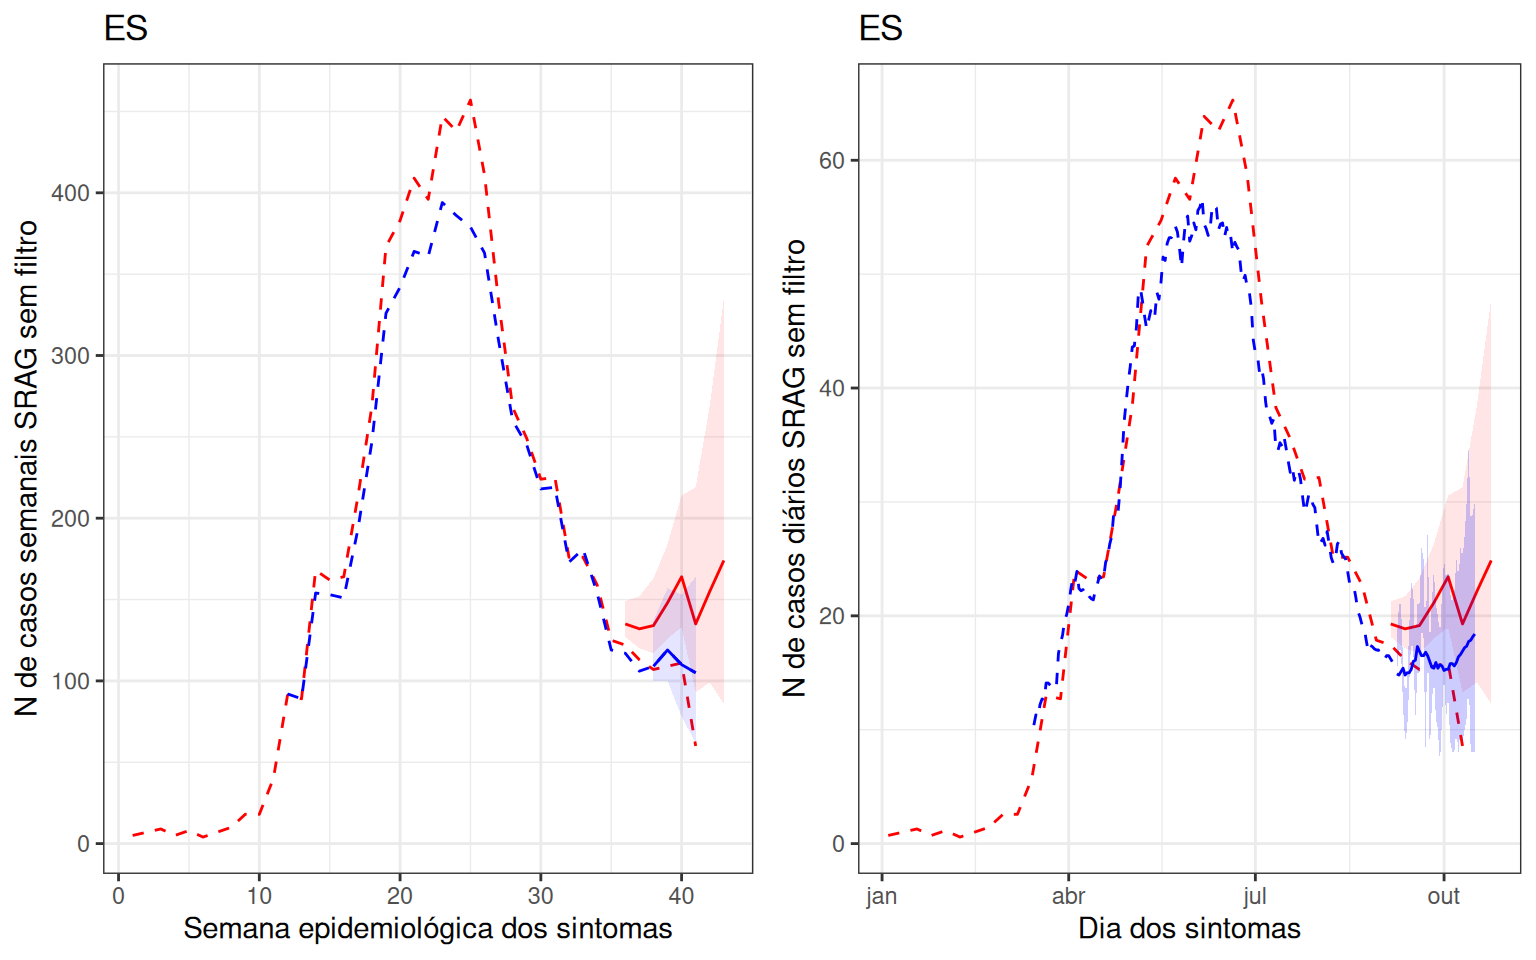 ES
N de casos semanais SRAG sem filtro
400
300
200
100
0
0 10 20 30 40
Semana epidemiológica dos sintomas
ES
N de casos diários SRAG sem filtro
60
40
20
0
jan abr jul out
Dia dos sintomas